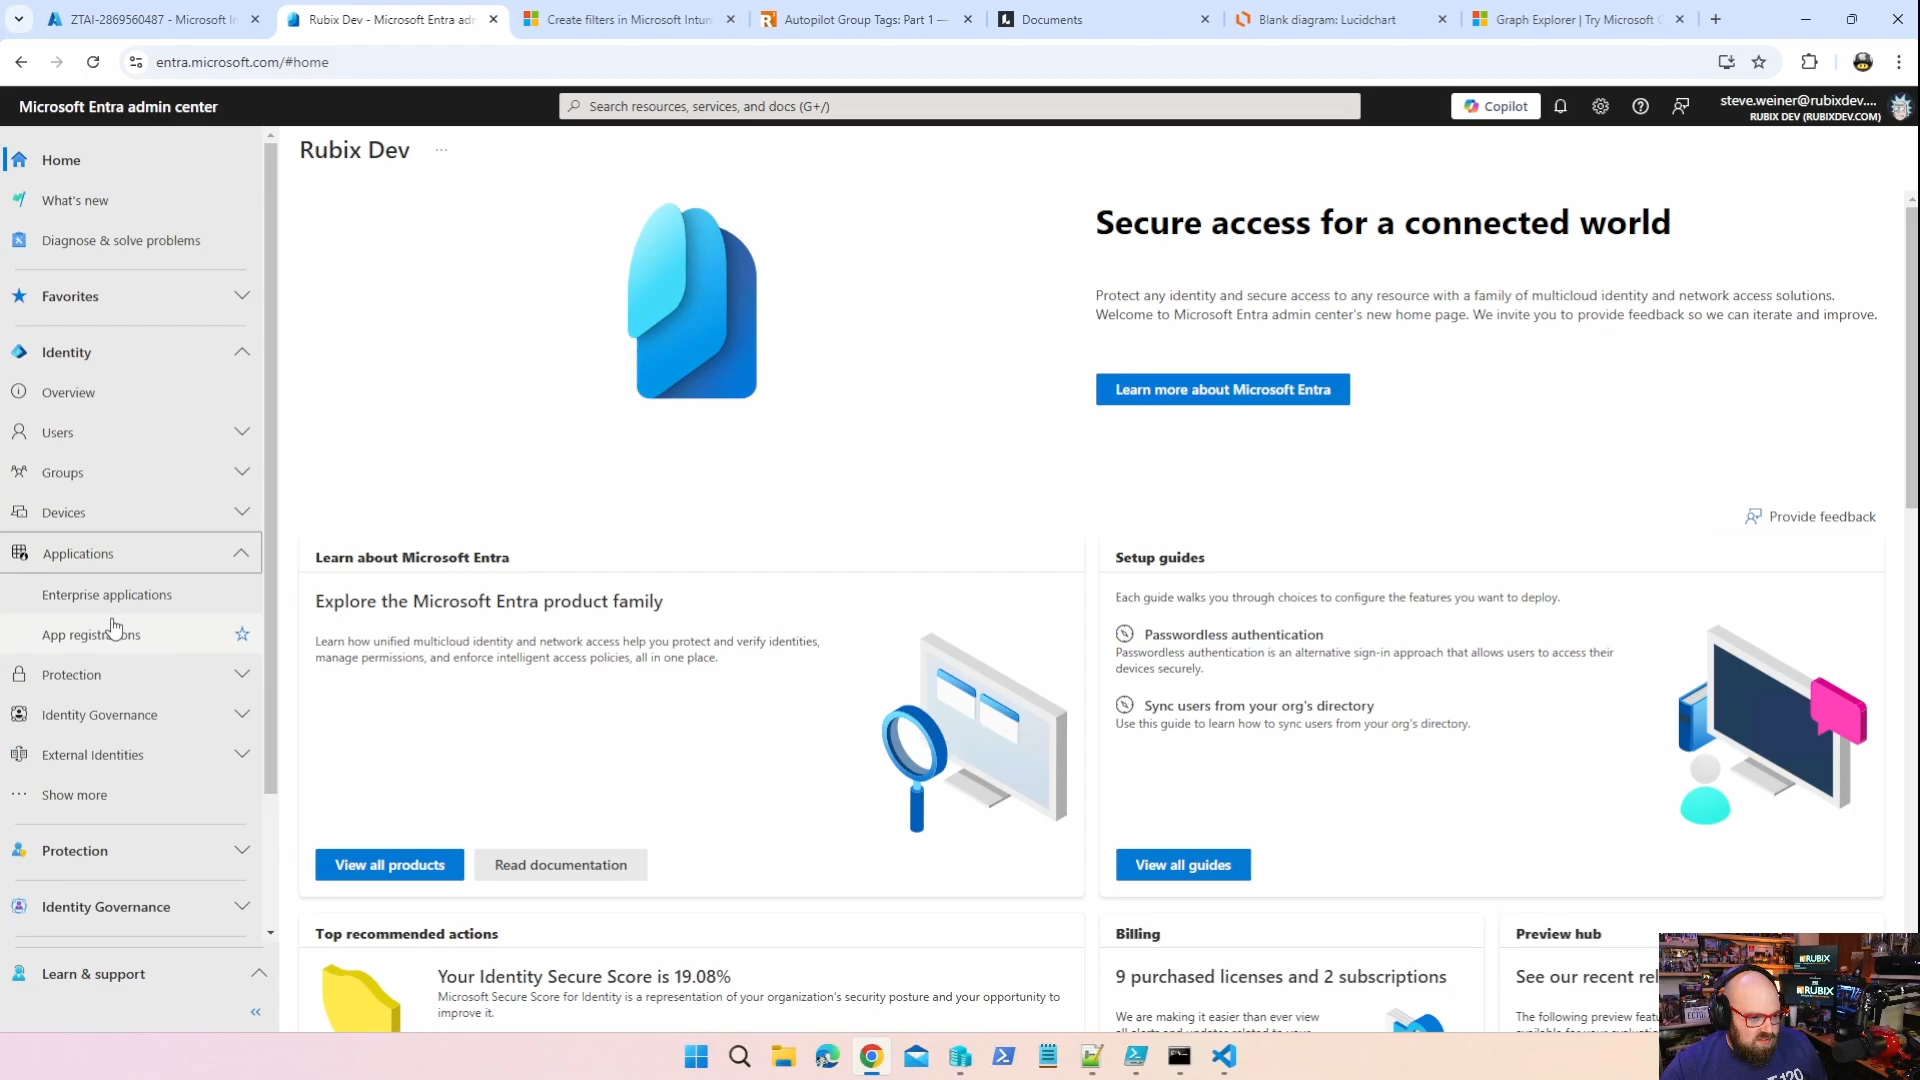 ZTAI-2869560487 - Microsoft In
Rubix Dev - Microsoft Entra adm
Create filters in Microsoft Intun
Autopilot Group Tags: Part 1 —
Documents
Blank diagram: Lucidchart
Graph Explorer | Try Microsoft G
entra.microsoft.com/#home
Microsoft Entra admin center
Search resources, services, and docs (G+/)
Copilot
steve.weiner@rubixdev....
RUBIX DEV (RUBIXDEV.COM)
Home
What's new
Diagnose & solve problems
Favorites
Identity
Overview
Users
Groups
Devices
Applications
Enterprise applications
App registrations
Protection
Identity Governance
External Identities
Show more
Protection
Identity Governance
Learn & support
Rubix Dev
Secure access for a connected world
Protect any identity and secure access to any resource with a family of multicloud identity and network access solutions.
Welcome to Microsoft Entra admin center's new home page. We invite you to provide feedback so we can iterate and improve.
Learn more about Microsoft Entra
Provide feedback
Learn about Microsoft Entra
Explore the Microsoft Entra product family
Learn how unified multicloud identity and network access help you protect and verify identities,
manage permissions, and enforce intelligent access policies, all in one place.
View all products
Read documentation
Setup guides
Each guide walks you through choices to configure the features you want to deploy.
Passwordless authentication
Passwordless authentication is an alternative sign-in approach that allows users to access their
devices securely.
Sync users from your org's directory
Use this guide to learn how to sync users from your org's directory.
View all guides
Top recommended actions
Your Identity Secure Score is 19.08%
Microsoft Secure Score for Identity is a representation of your organization's security posture and your opportunity to
improve it.
Billing
9 purchased licenses and 2 subscriptions
We are making it easier than ever view
Preview hub
See our recent rel
The following preview featu
RUBIX
RUBIX